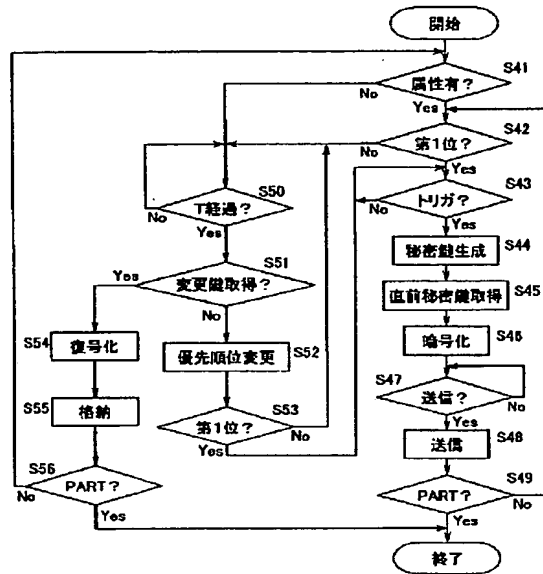 開始
S41
属性有?
No
Yes
S42
第1位?
No
Yes
S43
トリガ?
No
Yes
秘密鍵生成
S44
直前秘密鍵取得
S45
暗号化
S46
S47
送信?
No
Yes
送信
S48
PART?
S49
No
Yes
終了
S50
T経過?
No
Yes
S51
変更鍵取得?
Yes
No
優先順位変更
S52
S53
第1位?
No
Yes
S54
復号化
S55
格納
S56
PART?
No
Yes